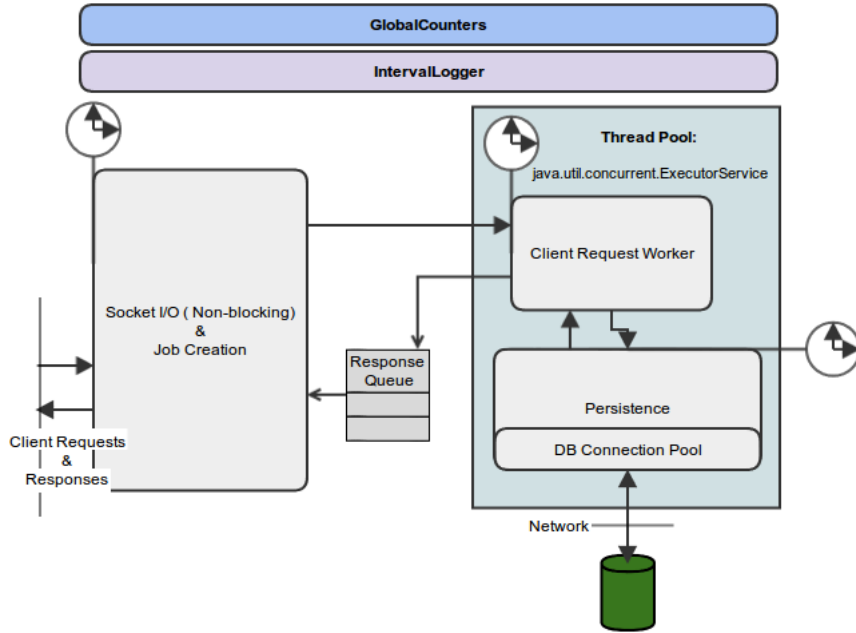 GlobalCounters
IntervalLogger
Thread Pool:
java.util.concurrent.ExecutorService
Client Request Worker
Socket I/O ( Non-blocking)
&
Job Creation
Response
Queue
Persistence
DB Connection Pool
Client Requests
&
Responses
Network